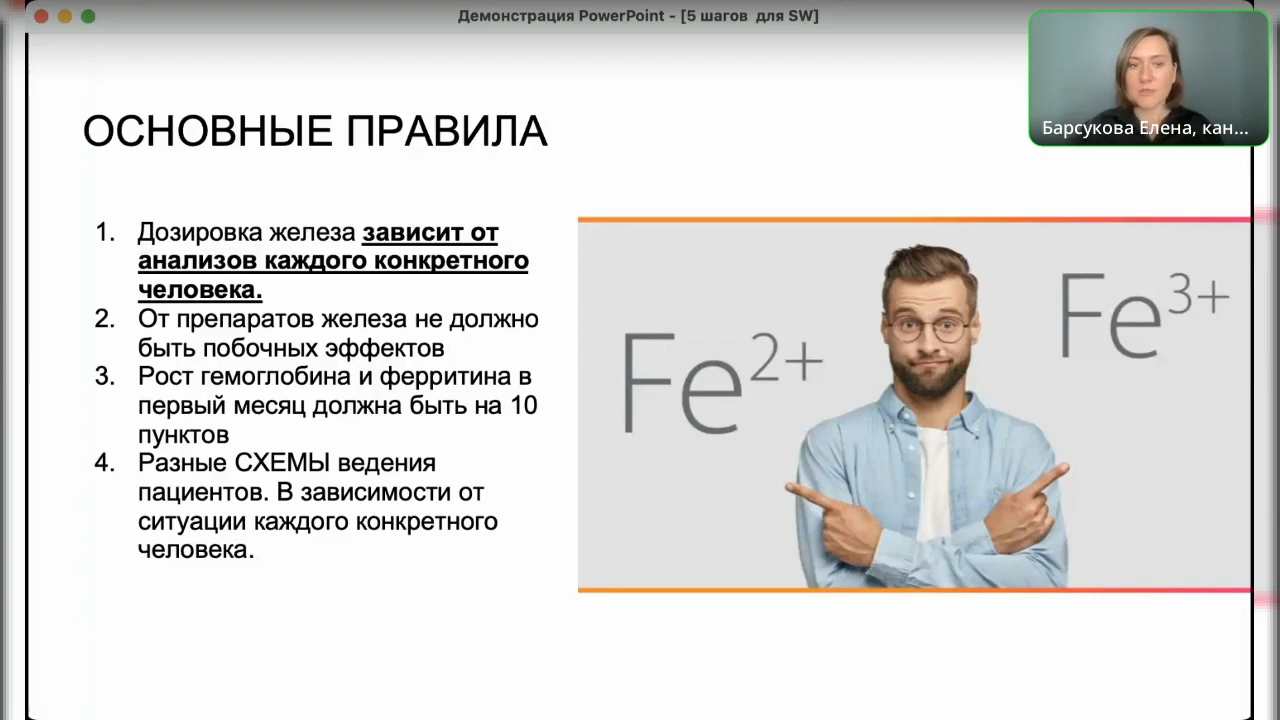 Демонстрация PowerPoint - [5 шагов для SW]
Барсукова Елена, кан...
ОСНОВНЫЕ ПРАВИЛА
1. Дозировка железа зависит от
анализов каждого конкретного
человека.
2. От препаратов железа не должно
быть побочных эффектов
3. Рост гемоглобина и ферритина в
первый месяц должна быть на 10
пунктов
4. Разные СХЕМЫ ведения
пациентов. В зависимости от
ситуации каждого конкретного
человека.
Fe2+
Fe3+